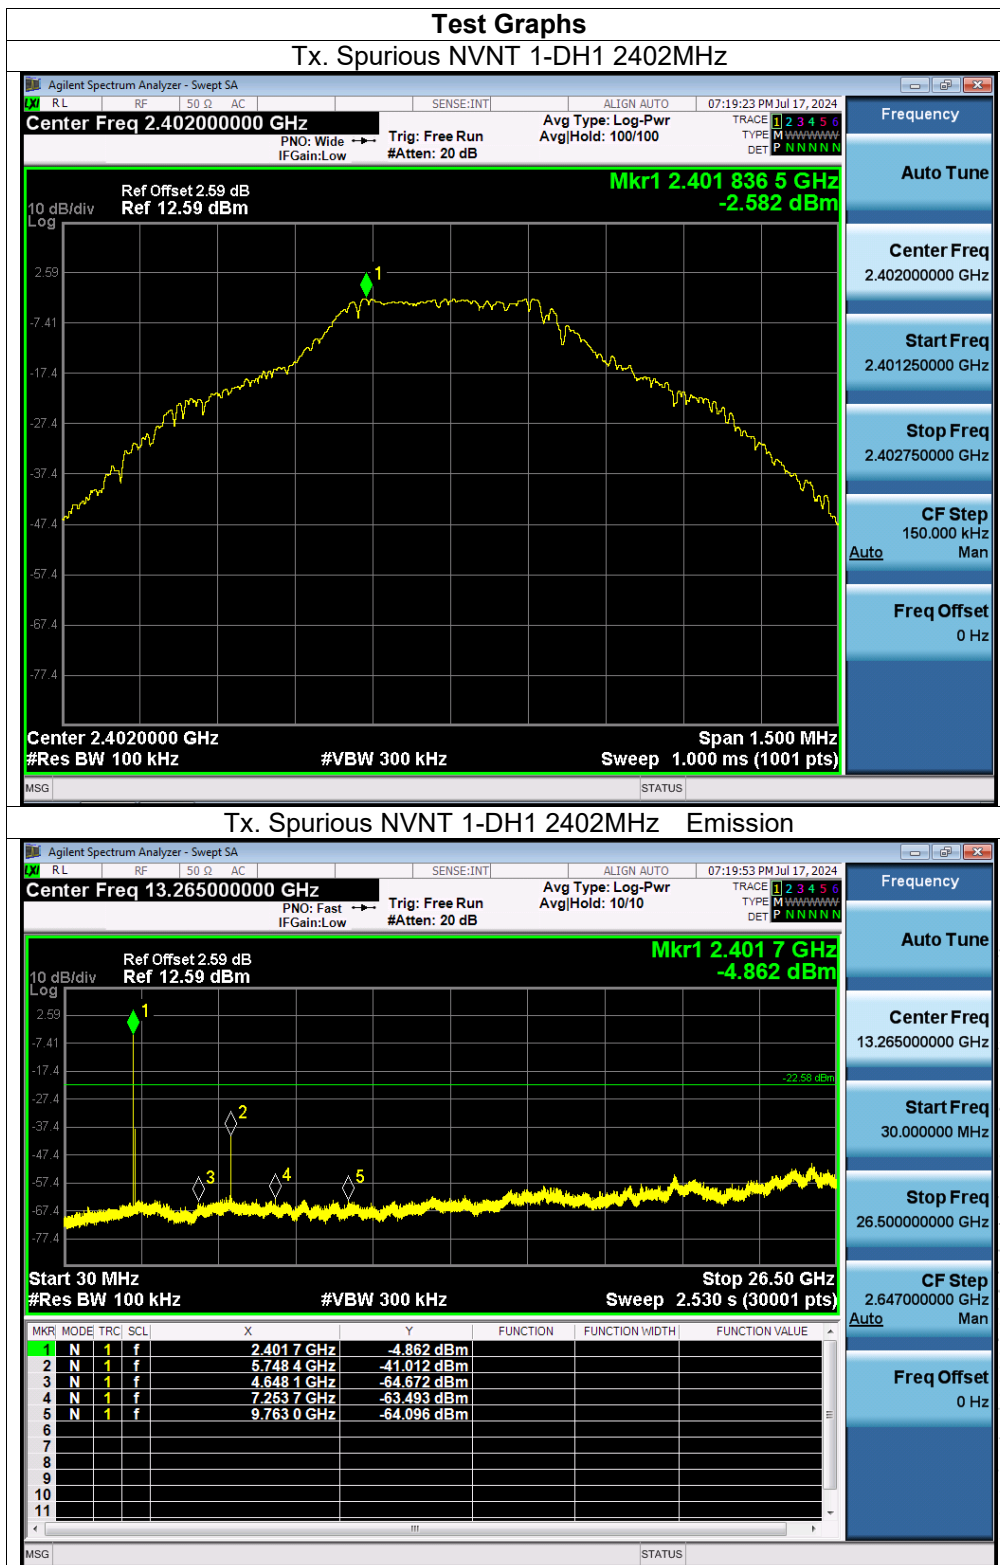 Test Graphs
Tx. Spurious NVNT 1-DH1 2402MHz
Agilent Spectrum Analyzer - Swept SA
LXI RL RF 50 Ω AC SENSE:INT ALIGN AUTO 07:19:23 PM Jul 17, 2024
Center Freq 2.402000000 GHz
PNO: Wide
IFGain:Low
Trig: Free Run
#Atten: 20 dB
Avg Type: Log-Pwr
Avg|Hold: 100/100
TRACE 1 2 3 4 5 6
TYPE M WWWWW
DET P N N N N N
Mkr1 2.401 836 5 GHz
-2.582 dBm
Ref Offset 2.59 dB
10 dB/div Ref 12.59 dBm
Log
1
2.59
-7.41
-17.4
-27.4
-37.4
-47.4
-57.4
-67.4
-77.4
Center 2.4020000 GHz Span 1.500 MHz
#Res BW 100 kHz #VBW 300 kHz Sweep 1.000 ms (1001 pts)
MSG STATUS
Frequency
Auto Tune
Center Freq
2.402000000 GHz
Start Freq
2.401250000 GHz
Stop Freq
2.402750000 GHz
CF Step
150.000 kHz
Auto Man
Freq Offset
0 Hz
Tx. Spurious NVNT 1-DH1 2402MHz Emission
Agilent Spectrum Analyzer - Swept SA
LXI RL RF 50 Ω AC SENSE:INT ALIGN AUTO 07:19:53 PM Jul 17, 2024
Center Freq 13.265000000 GHz
PNO: Fast
IFGain:Low
Trig: Free Run
#Atten: 20 dB
Avg Type: Log-Pwr
Avg|Hold: 10/10
TRACE 1 2 3 4 5 6
TYPE M WWWWW
DET P N N N N N
Mkr1 2.401 7 GHz
-4.862 dBm
Ref Offset 2.59 dB
10 dB/div Ref 12.59 dBm
Log
1
2.59
-7.41
-17.4
-22.58 dBm
-27.4
2
-37.4
-47.4
3 4 5
-57.4
-67.4
-77.4
Start 30 MHz Stop 26.50 GHz
#Res BW 100 kHz #VBW 300 kHz Sweep 2.530 s (30001 pts)
MKR MODE TRC SCL X Y FUNCTION FUNCTION WIDTH FUNCTION VALUE
1 N 1 f 2.401 7 GHz -4.862 dBm
2 N 1 f 5.748 4 GHz -41.012 dBm
3 N 1 f 4.648 1 GHz -64.672 dBm
4 N 1 f 7.253 7 GHz -63.493 dBm
5 N 1 f 9.763 0 GHz -64.096 dBm
6
7
8
9
10
11
MSG STATUS
Frequency
Auto Tune
Center Freq
13.265000000 GHz
Start Freq
30.000000 MHz
Stop Freq
26.500000000 GHz
CF Step
2.647000000 GHz
Auto Man
Freq Offset
0 Hz